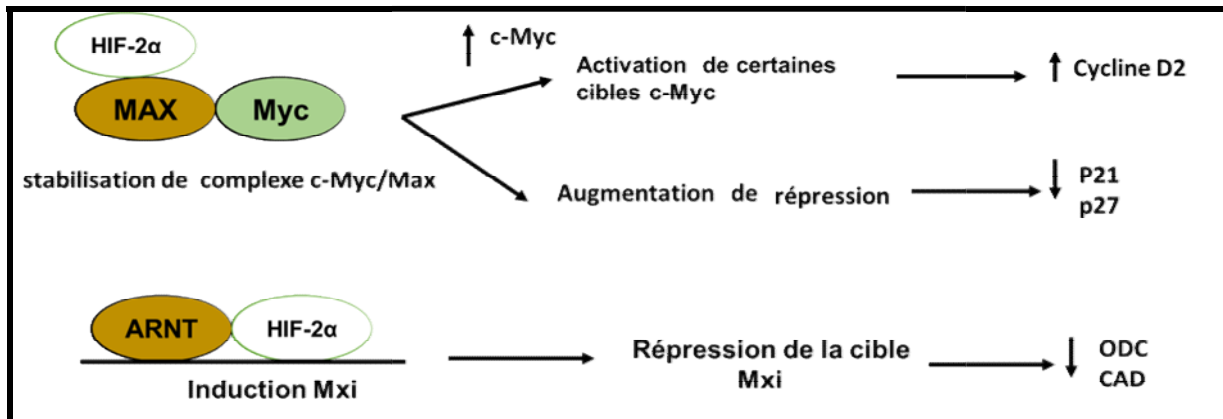 HIF-2α
MAX
Myc
stabilisation de complexe c-Myc/Max
c-Myc
Activation de certaines
cibles c-Myc
Cycline D2
Augmentation de répression
P21
p27
ARNT
HIF-2α
Induction Mxi
Répression de la cible
Mxi
ODC
CAD